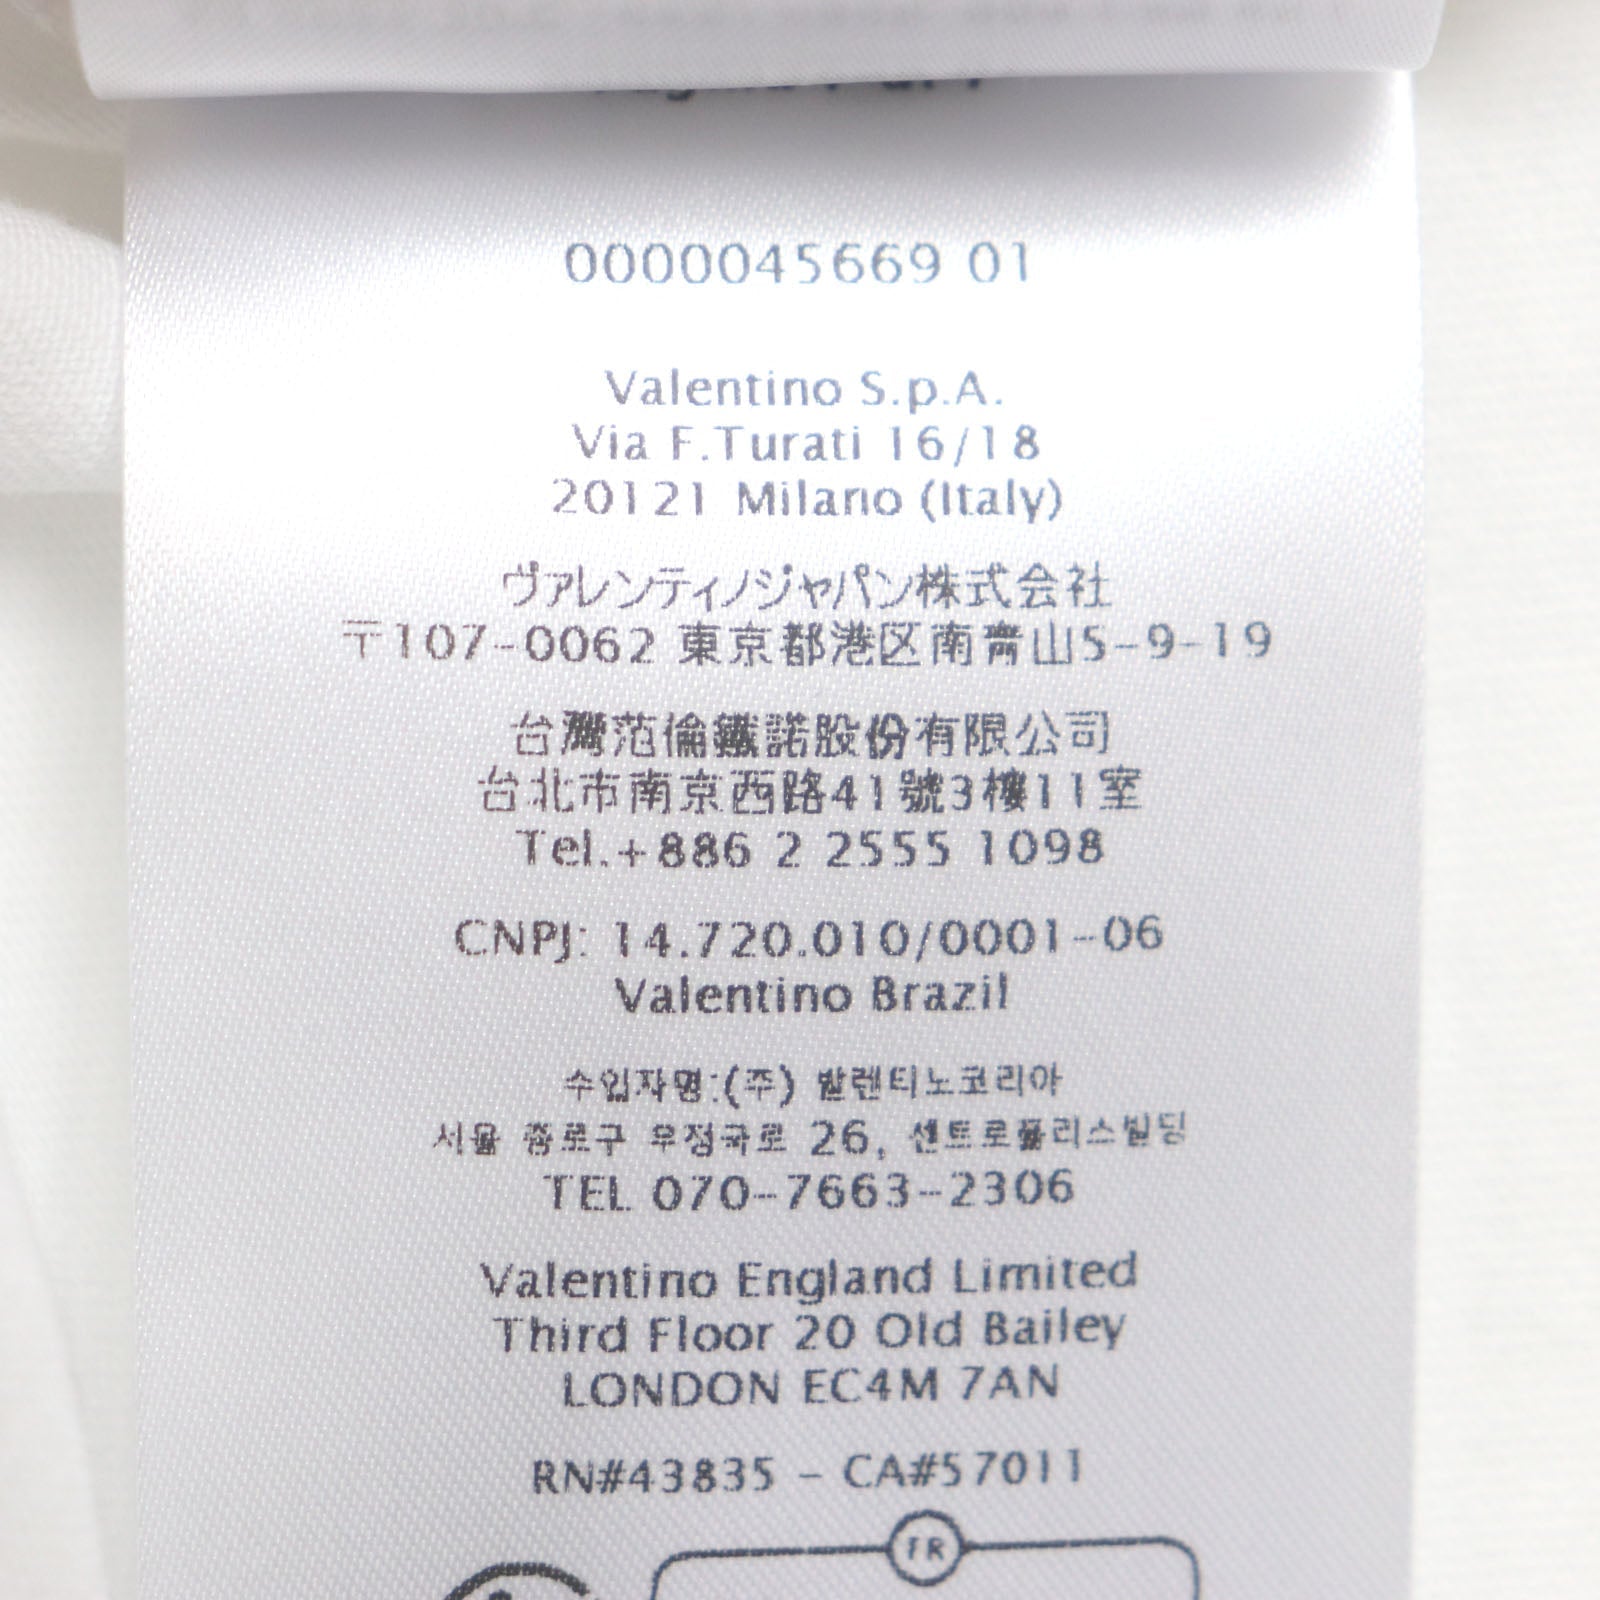 0000045669 01
Valentino S.p.A.
Via F.Turati 16/18
20121 Milano (Italy)
ヴァレンティノジャパン株式会社
〒107-0062 東京都港区南青山5-9-19
台灣范倫鐵諾股份有限公司
台北市南京西路41號3樓11室
Tel.+886 2 2555 1098
CNPJ: 14.720.010/0001-06
Valentino Brazil
수입자명:(주) 발렌티노코리아
서울 종로구 우정국로 26, 센트로폴리스빌딩
TEL 070-7663-2306
Valentino England Limited
Third Floor 20 Old Bailey
LONDON EC4M 7AN
RN#43835 - CA#57011
TR